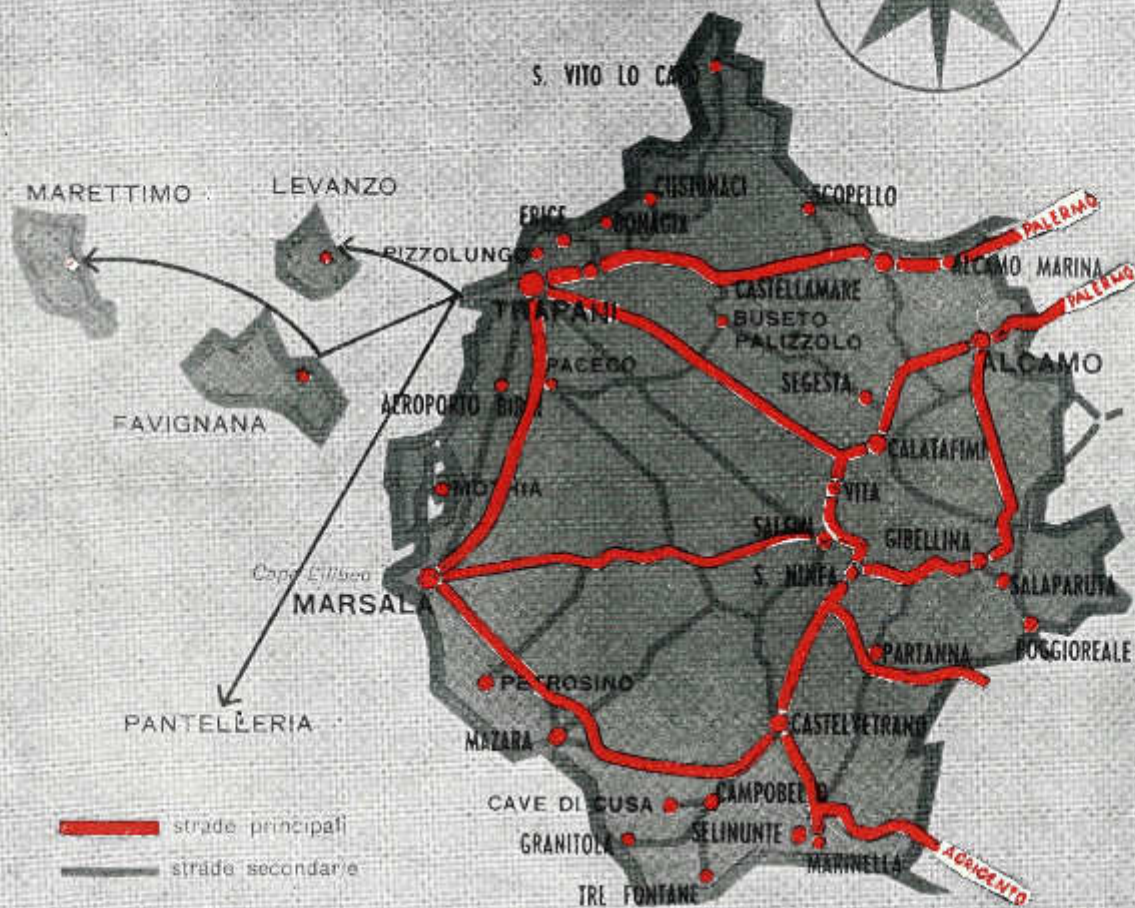 S. VITO LO CAPO
MARETTIMO
LEVANZO
CUSTONACI
SCOPELLO
ERICE
BONAGIA
PALERMO
PIZZOLUNGO
ALCAMO MARINA
CASTELLAMARE
PALERMO
TRAPANI
BUSETO
PALIZZOLO
ALCAMO
PACECO
SEGESTA
AEROPORTO BIRGI
FAVIGNANA
CALATAFIMI
MOTHIA
VITA
SALEMI
GIBELLINA
Capo Lilibeo
S. NINFA
SALAPARUTA
MARSALA
PARTANNA
POGGIOREALE
PETROSINO
PANTELLERIA
CASTELVETRANO
MAZARA
CAVE DI CUSA
CAMPOBELLO
strade principali
GRANITOLA
SELINUNTE
MARINELLA
AGRIGENTO
strade secondarie
TRE FONTANE